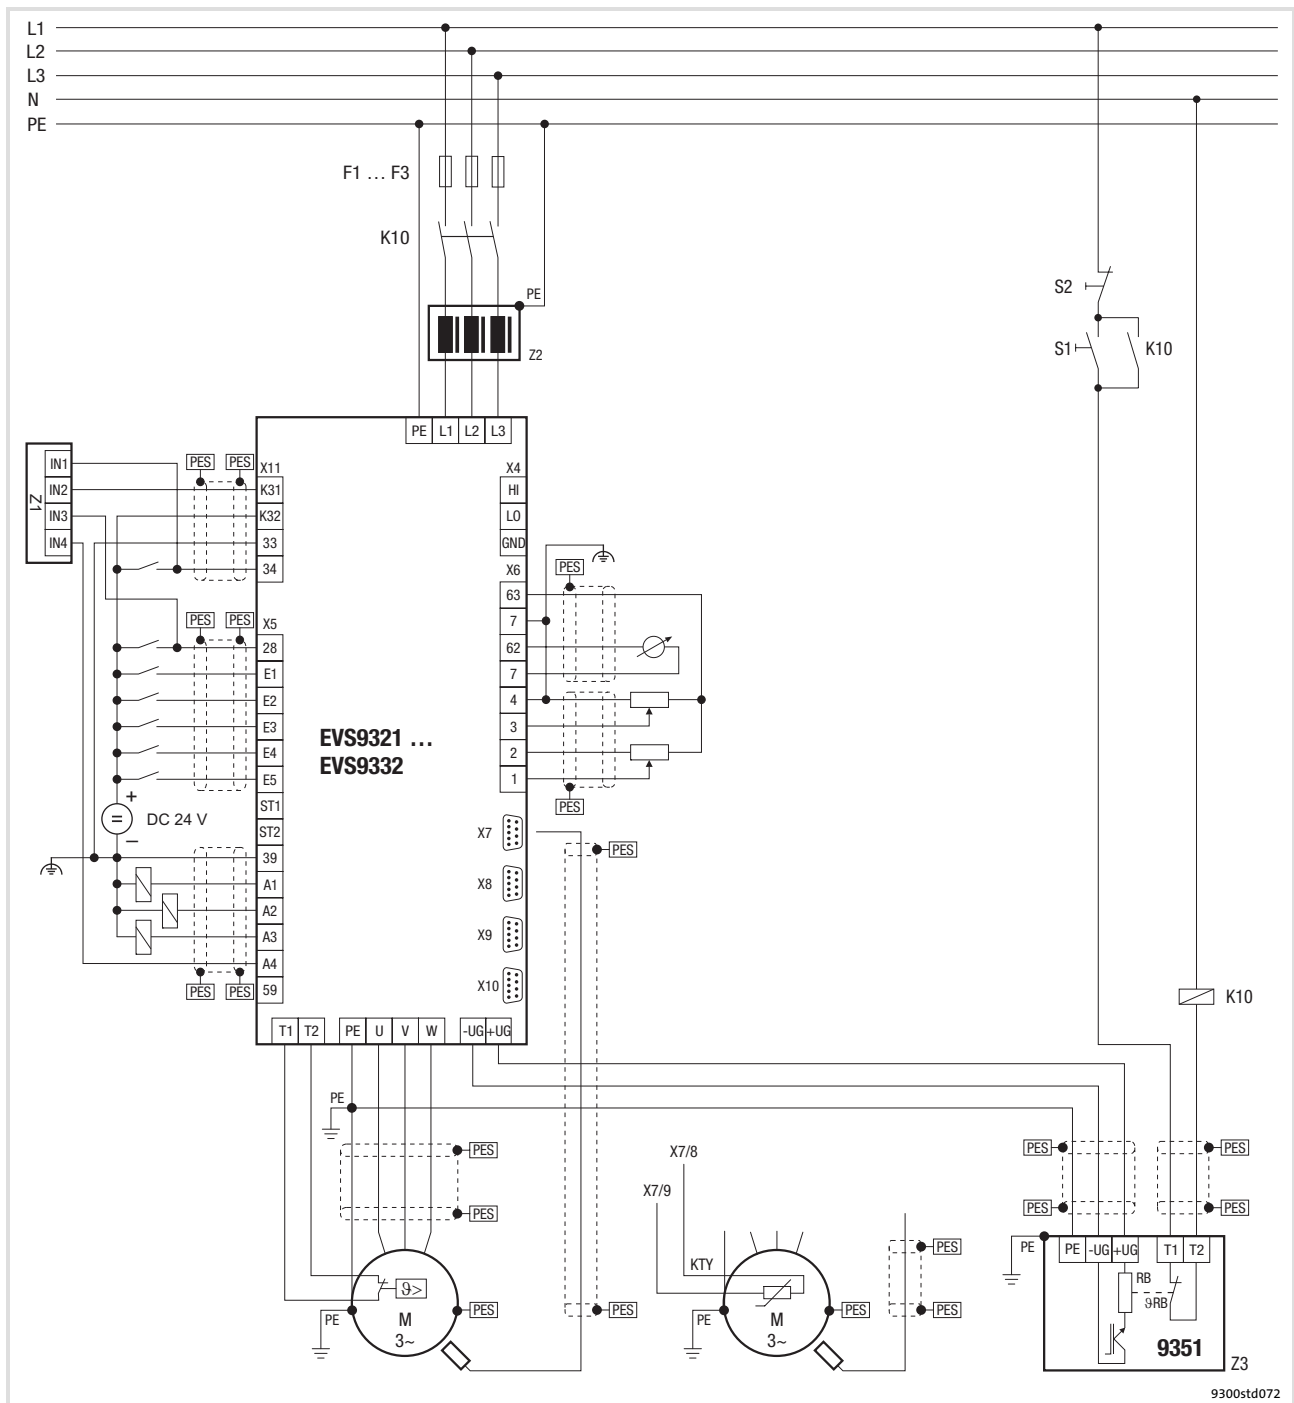 L1
L2
L3
N
PE
F1 … F3
K10
PE
Z2
S2
S1
K10
PE L1 L2 L3
Z1
IN1
IN2
IN3
IN4
PES PES
X11
K31
K32
33
34
PES PES
X5
28
E1
E2
E3
E4
E5
ST1
ST2
39
A1
A2
A3
A4
59
PES PES
+
=
–
DC 24 V
EVS9321 …
EVS9332
X4
HI
LO
GND
X6
63
7
62
7
4
3
2
1
PES
PES
X7
X8
X9
X10
PES
K10
T1 T2 PE U V W -UG +UG
PE
PES
PES
ϑ>
M
3~
PE
PES
PES
X7/8
X7/9
KTY
M
3~
PE
PES
PES
PES
PES PES
PES PES
PE
PE -UG +UG T1 T2
RB
ϑRB
9351
Z3
9300std072